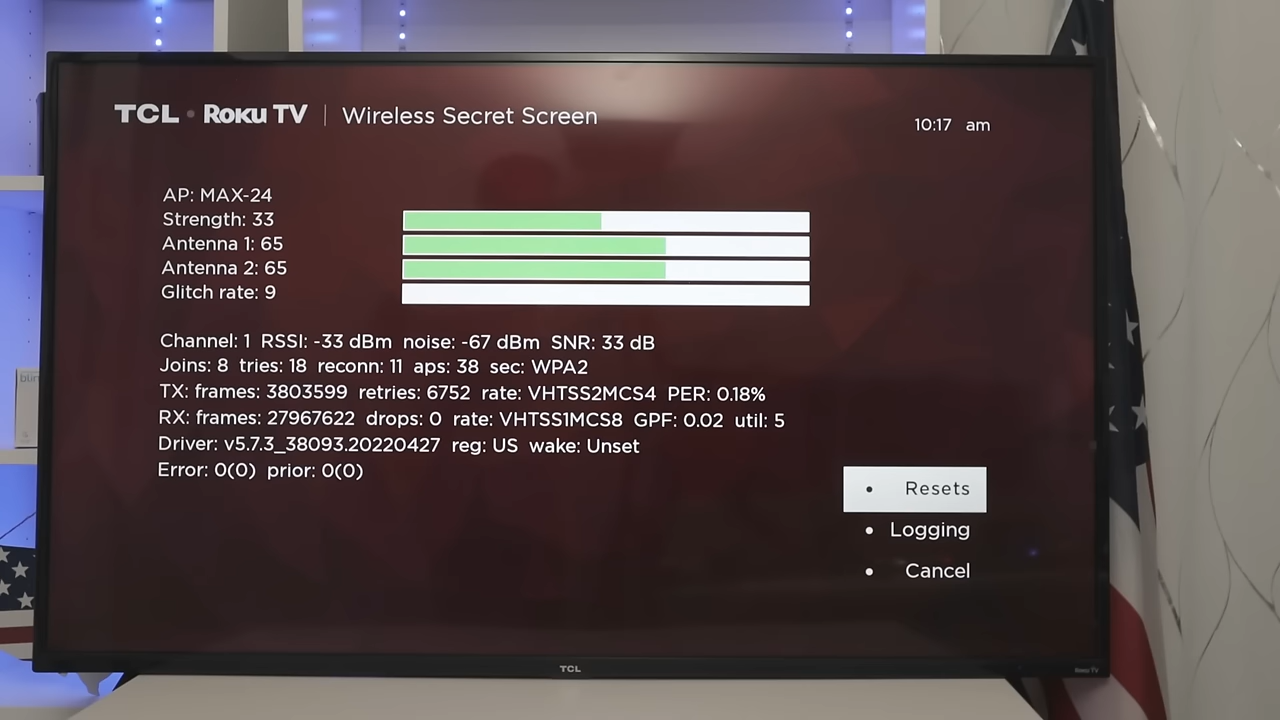 TCL • Roku TV | Wireless Secret Screen
10:17 am
AP: MAX-24
Strength: 33
Antenna 1: 65
Antenna 2: 65
Glitch rate: 9
Channel: 1 RSSI: -33 dBm noise: -67 dBm SNR: 33 dB
Joins: 8 tries: 18 reconn: 11 aps: 38 sec: WPA2
TX: frames: 3803599 retries: 6752 rate: VHTSS2MCS4 PER: 0.18%
RX: frames: 27967622 drops: 0 rate: VHTSS1MCS8 GPF: 0.02 util: 5
Driver: v5.7.3_38093.20220427 reg: US wake: Unset
Error: 0(0) prior: 0(0)
• Resets
• Logging
• Cancel
TCL
Roku TV
blin